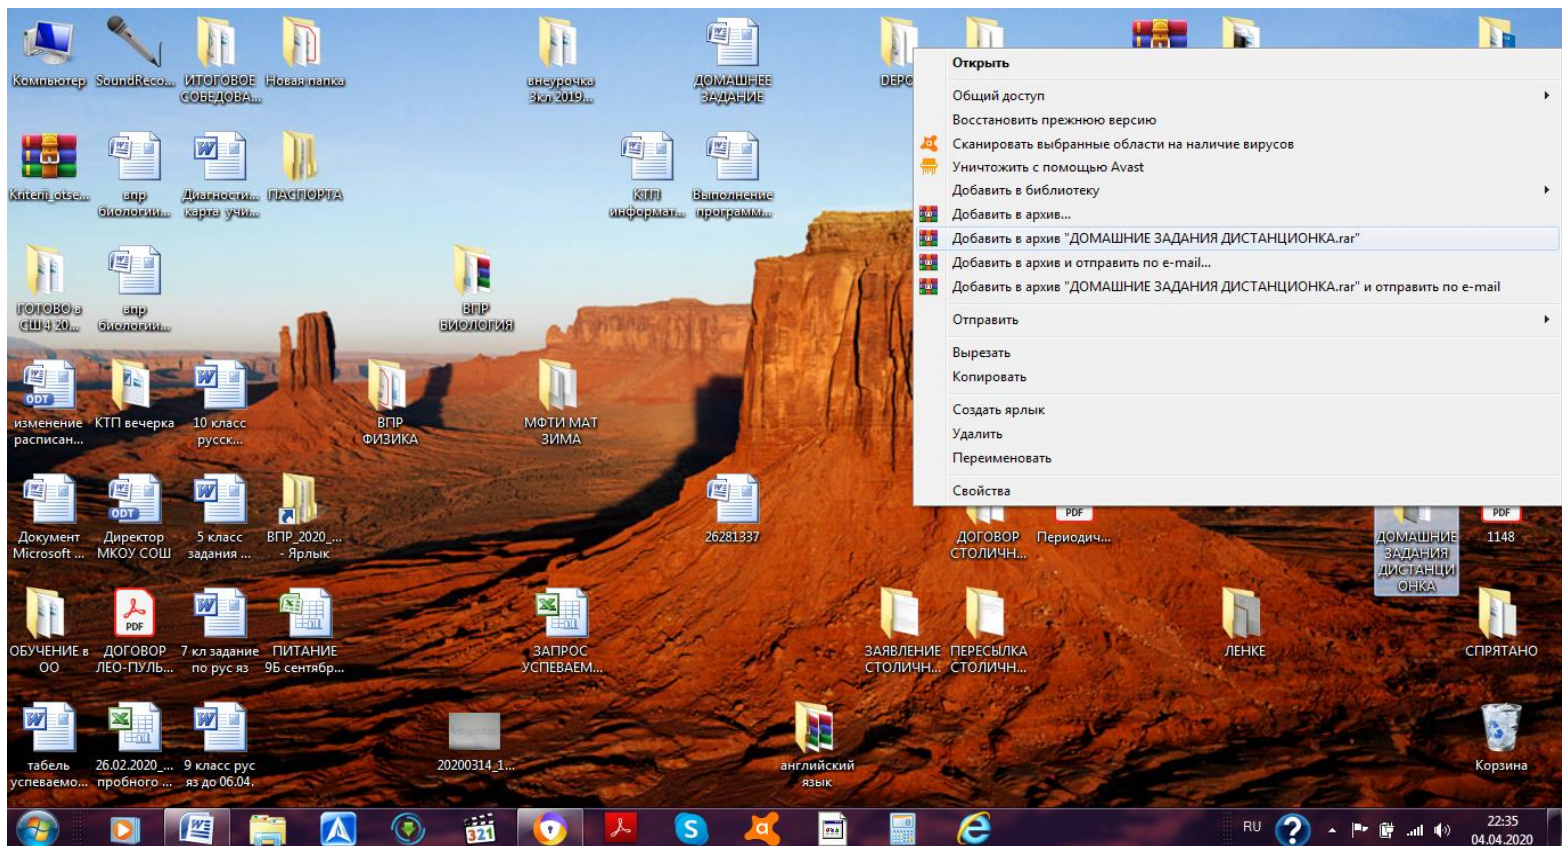 Компьютер
SoundReco...
ИТОГОВОЕ
СОБЕДОВА...
Новая папка
внеурочка
3кл 2019...
ДОМАШНЕЕ
ЗАДАНИЕ
DEPO
Kriterii_otse...
впр
биологии...
Диагности...
карта учи...
ПАСПОРТА
КТП
информат...
Выполнение
программ...
ГОТОВО в
СШ 4 20...
впр
биологии...
ВПР
БИОЛОГИЯ
ODT
изменение
расписан...
КТП вечерка
10 класс
русск...
ВПР
ФИЗИКА
МФТИ МАТ
ЗИМА
Документ
Microsoft ...
ODT
Директор
МКОУ СОШ
5 класс
задания ...
ВПР_2020_...
- Ярлык
26281337
ДОГОВОР
СТОЛИЧН...
PDF
Периодич...
ДОМАШНИЕ
ЗАДАНИЯ
ДИСТАНЦИ
ОНКА
PDF
1148
ОБУЧЕНИЕ в
ОО
PDF
ДОГОВОР
ЛЕО-ПУЛЬ...
7 кл задание
по рус яз
ПИТАНИЕ
9Б сентябр...
ЗАПРОС
УСПЕВАЕМ...
ЗАЯВЛЕНИЕ
СТОЛИЧН...
ПЕРЕСЫЛКА
СТОЛИЧН...
ЛЕНКЕ
СПРЯТАНО
табель
успеваемо...
26.02.2020_...
пробного ...
9 класс рус
яз до 06.04.
20200314_1...
английский
язык
Корзина
Открыть
Общий доступ
Восстановить прежнюю версию
Сканировать выбранные области на наличие вирусов
Уничтожить с помощью Avast
Добавить в библиотеку
Добавить в архив...
Добавить в архив "ДОМАШНИЕ ЗАДАНИЯ ДИСТАНЦИОНКА.rar"
Добавить в архив и отправить по e-mail...
Добавить в архив "ДОМАШНИЕ ЗАДАНИЯ ДИСТАНЦИОНКА.rar" и отправить по e-mail
Отправить
Вырезать
Копировать
Создать ярлык
Удалить
Переименовать
Свойства
321
RU
22:35
04.04.2020